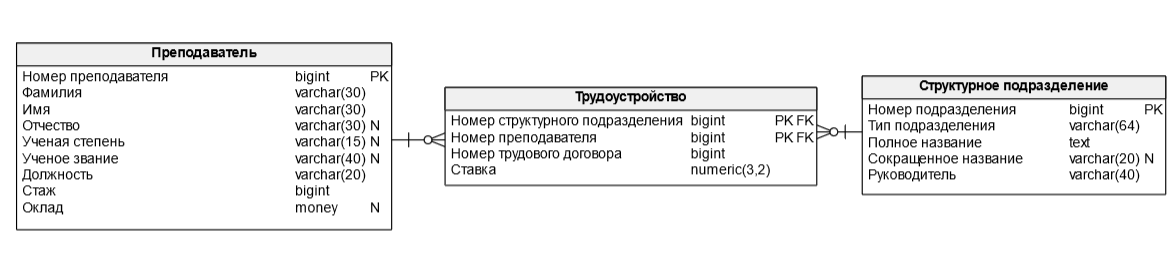 Преподаватель
Номер преподавателя bigint PK
Фамилия varchar(30)
Имя varchar(30)
Отчество varchar(30) N
Ученая степень varchar(15) N
Ученое звание varchar(40) N
Должность varchar(20)
Стаж bigint
Оклад money N
Трудоустройство
Номер структурного подразделения bigint PK FK
Номер преподавателя bigint PK FK
Номер трудового договора bigint
Ставка numeric(3,2)
Структурное подразделение
Номер подразделения bigint PK
Тип подразделения varchar(64)
Полное название text
Сокращенное название varchar(20) N
Руководитель varchar(40)